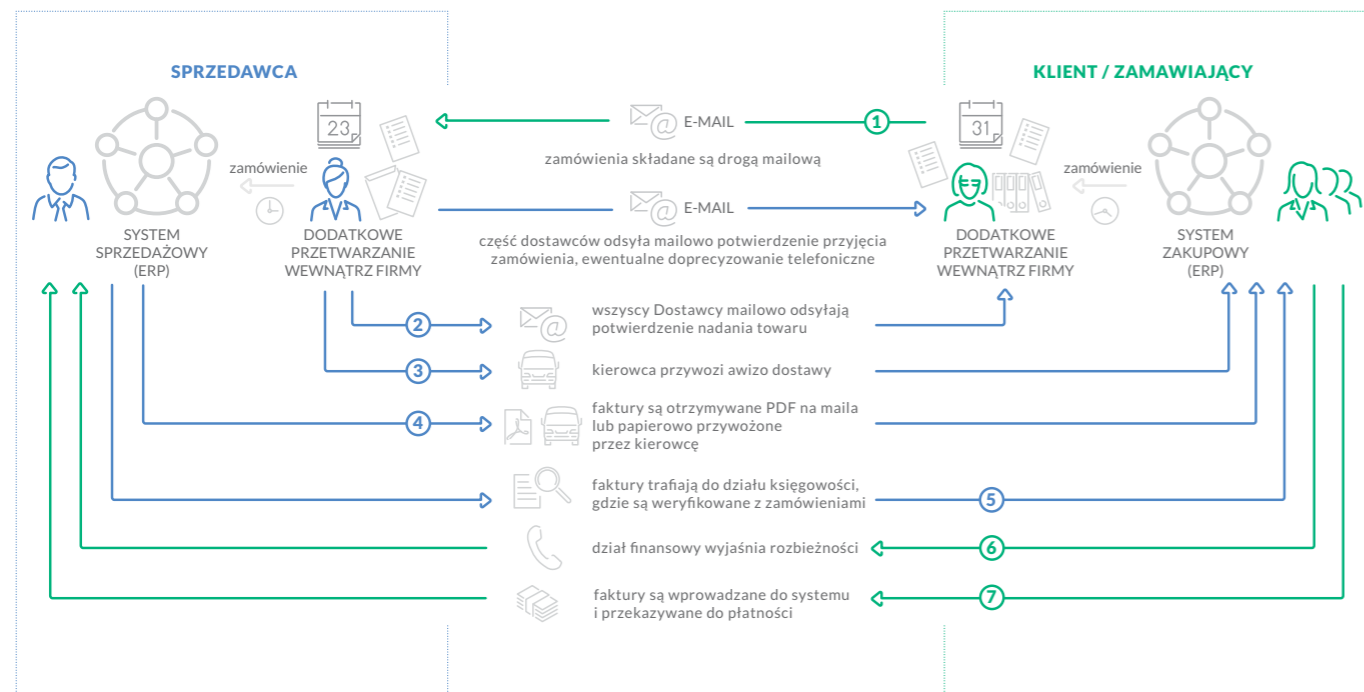 SPRZEDAWCA
KLIENT / ZAMAWIAJĄCY
23
31
E-MAIL
1
zamówienia składane są drogą mailową
zamówienie
zamówienie
E-MAIL
część dostawców odsyła mailowo potwierdzenie przyjęcia
zamówienia, ewentualne doprecyzowanie telefoniczne
SYSTEM
SPRZEDAŻOWY
(ERP)
DODATKOWE
PRZETWARZANIE
WEWNĄTRZ FIRMY
DODATKOWE
PRZETWARZANIE
WEWNĄTRZ FIRMY
SYSTEM
ZAKUPOWY
(ERP)
2
wszyscy Dostawcy mailowo odsyłają
potwierdzenie nadania towaru
3
kierowca przywozi awizo dostawy
4
faktury są otrzymywane PDF na maila
lub papierowo przywożone
przez kierowcę
faktury trafiają do działu księgowości,
gdzie są weryfikowane z zamówieniami
5
dział finansowy wyjaśnia rozbieżności
6
faktury są wprowadzane do systemu
i przekazywane do płatności
7